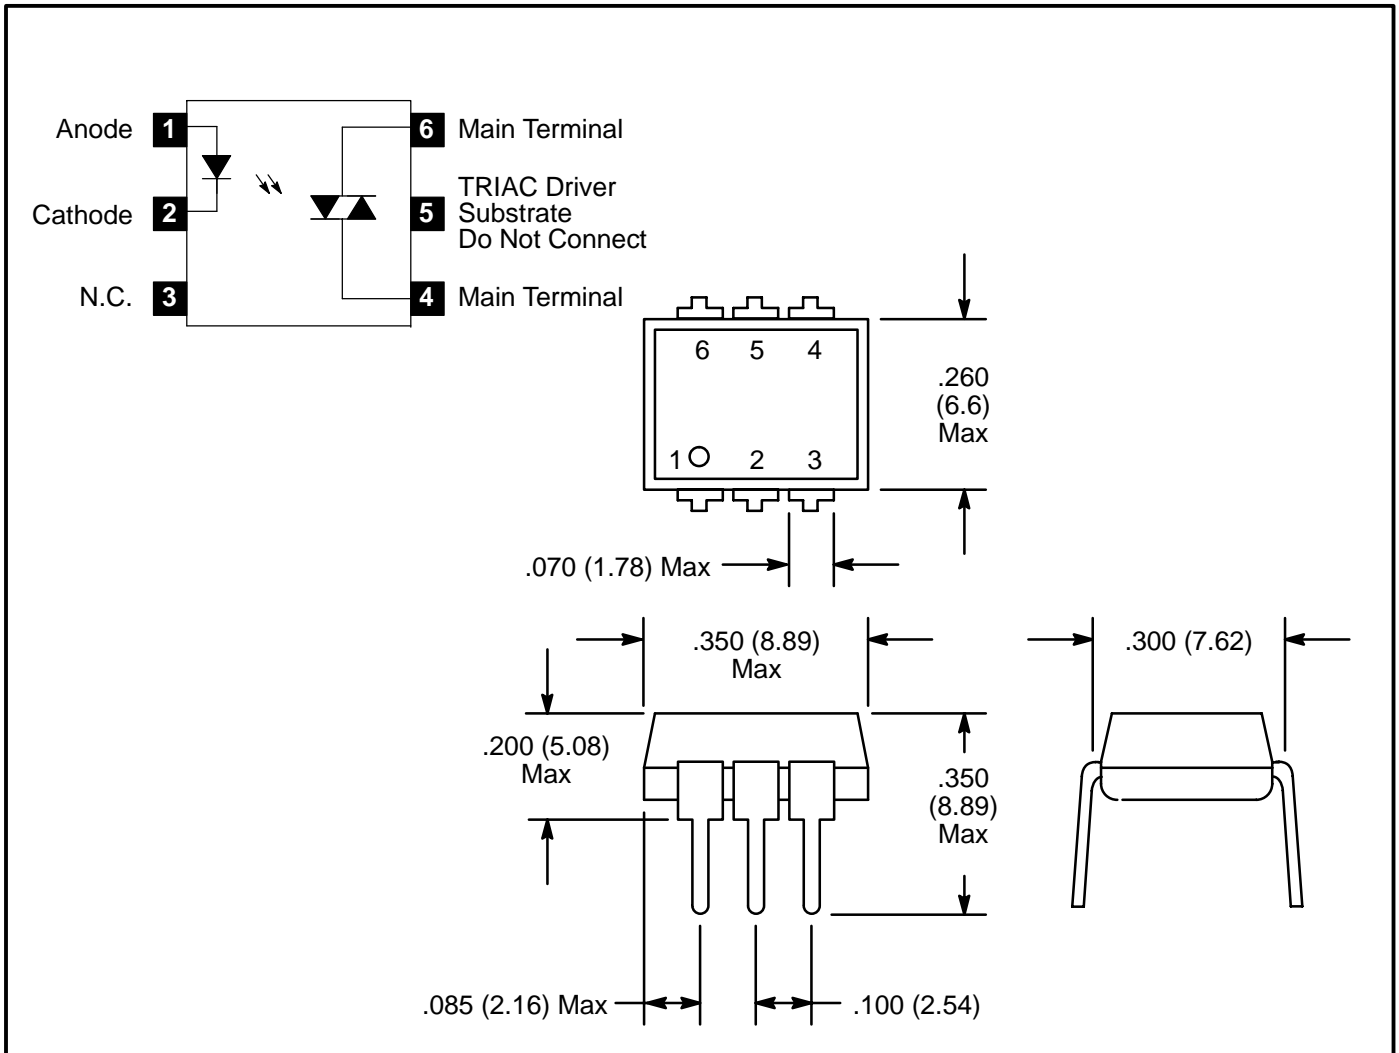 Anode 1
6 Main Terminal
Cathode 2
5 TRIAC Driver
Substrate
Do Not Connect
N.C. 3
4 Main Terminal
6 5 4
1 2 3
.260
(6.6)
Max
.070 (1.78) Max
.350 (8.89)
Max
.300 (7.62)
.200 (5.08)
Max
.350
(8.89)
Max
.085 (2.16) Max
.100 (2.54)